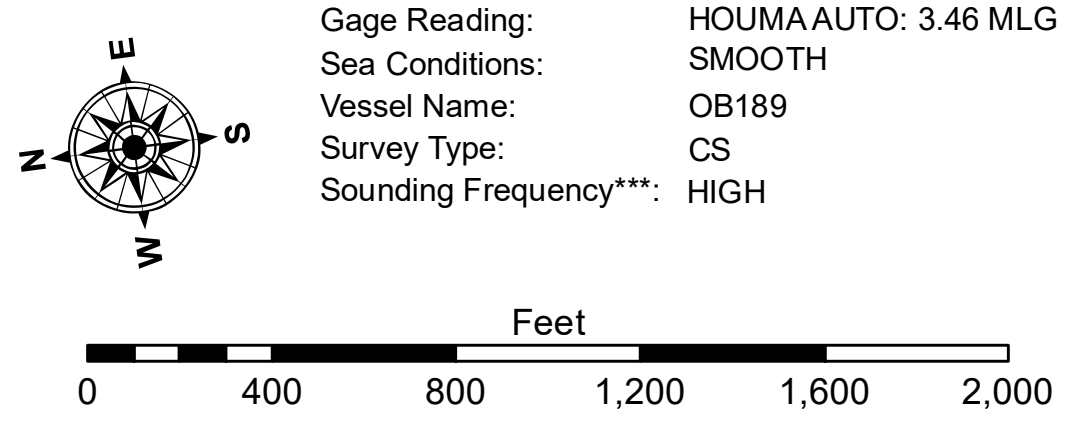 Gage Reading: HOUMA AUTO: 3.46 MLG
Sea Conditions: SMOOTH
Vessel Name: OB189
Survey Type: CS
Sounding Frequency***: HIGH
E
N
S
W
Feet
0 400 800 1,200 1,600 2,000